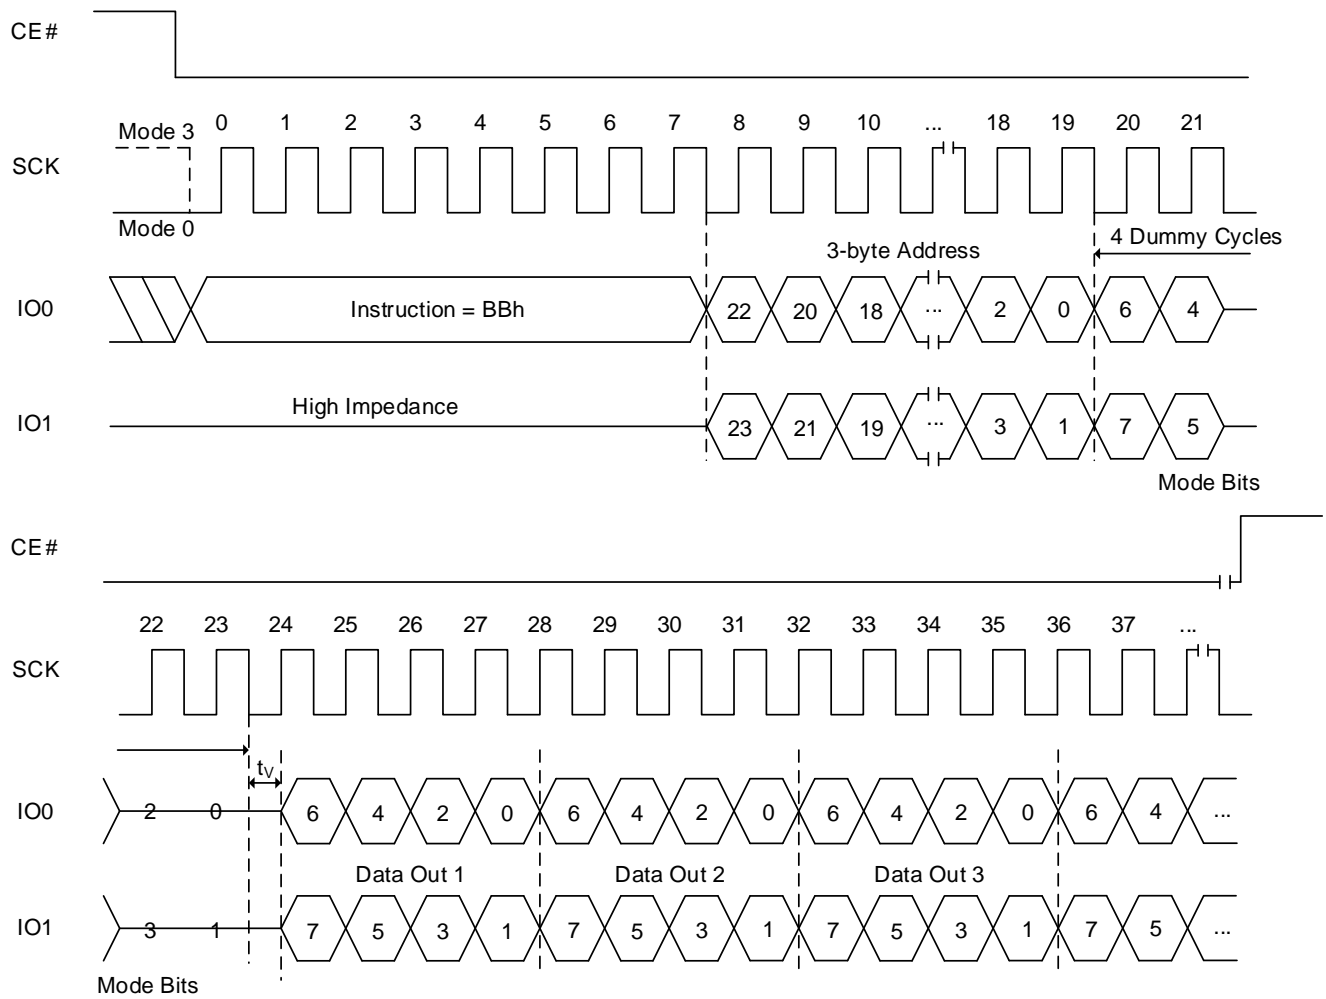 CE#
Mode 3 0 1 2 3 4 5 6 7 8 9 10 ... 18 19 20 21
SCK
Mode 0
3-byte Address 4 Dummy Cycles
IO0 Instruction = BBh 22 20 18 ... 2 0 6 4
High Impedance
IO1 23 21 19 ... 3 1 7 5
Mode Bits
CE#
22 23 24 25 26 27 28 29 30 31 32 33 34 35 36 37 ...
SCK
tV
IO0 2 0 6 4 2 0 6 4 2 0 6 4 2 0 6 4 ...
Data Out 1 Data Out 2 Data Out 3
IO1 3 1 7 5 3 1 7 5 3 1 7 5 3 1 7 5 ...
Mode Bits